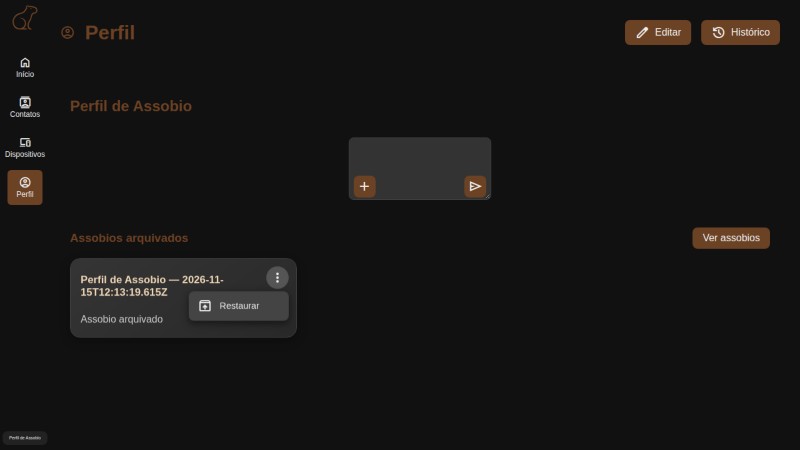 Perfil
Editar
Histórico
Início
Contatos
Dispositivos
Perfil
Perfil de Assobio
Assobios arquivados
Ver assobios
Perfil de Assobio — 2026-11-
15T12:13:19.615Z
Restaurar
Assobio arquivado
Perfil de Assobio